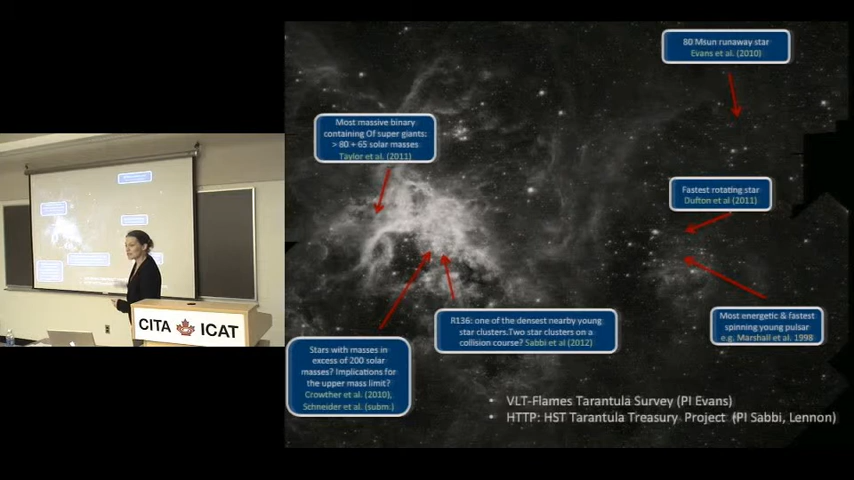 80 Msun runaway star
Evans et al. (2010)
Most massive binary
containing Of super giants:
> 80 + 65 solar masses
Taylor et al. (2011)
Fastest rotating star
Dufton et al (2011)
R136: one of the densest nearby young
star clusters.Two star clusters on a
collision course? Sabbi et al (2012)
Most energetic & fastest
spinning young pulsar
e.g. Marshall et al. 1998
Stars with masses in
excess of 200 solar
masses? Implications for
the upper mass limit?
Crowther et al. (2010),
Schneider et al. (subm.)
• VLT-Flames Tarantula Survey (PI Evans)
• HTTP: HST Tarantula Treasury Project (PI Sabbi, Lennon)
CITA ICAT